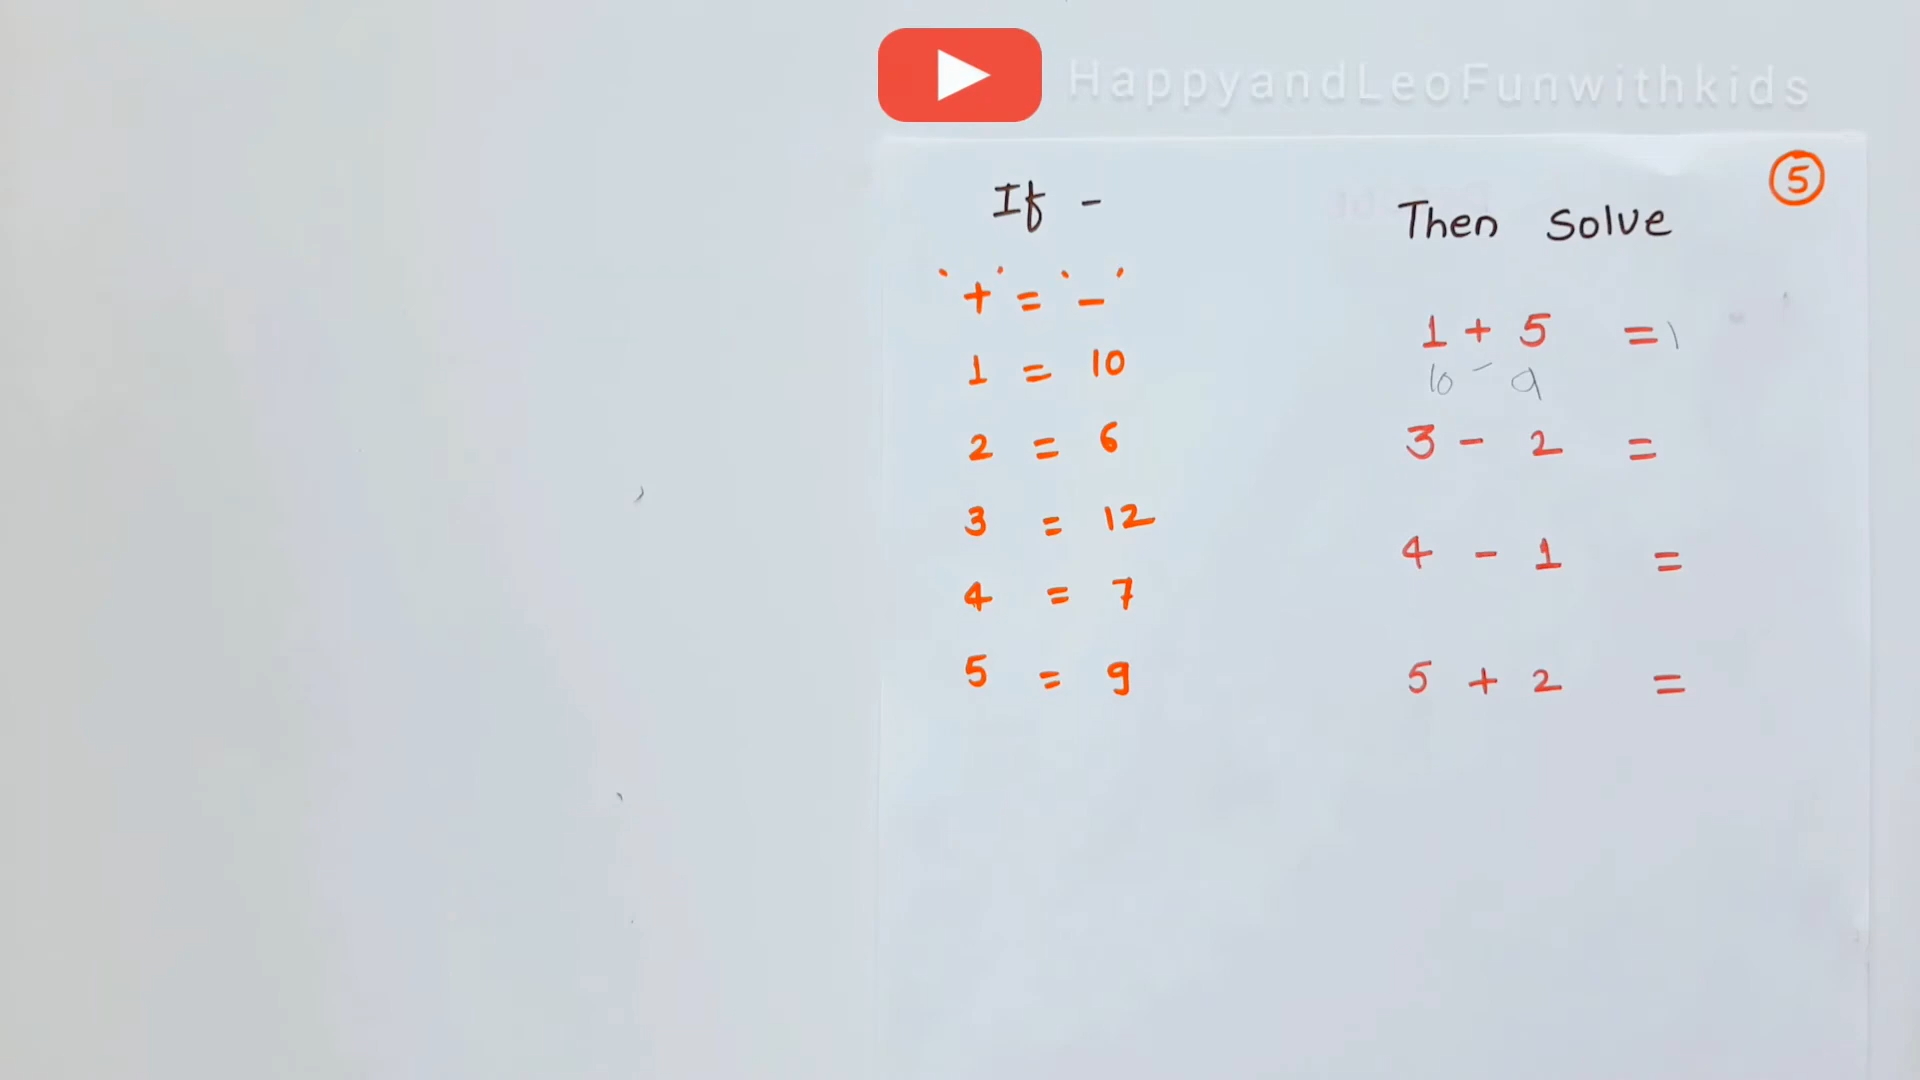 HappyandLeoFunwithkids
5
If -
'+' = '-'
1 = 10
2 = 6
3 = 12
4 = 7
5 = 9
Then Solve
1 + 5 = 1
10 - 9
3 - 2 =
4 - 1 =
5 + 2 =